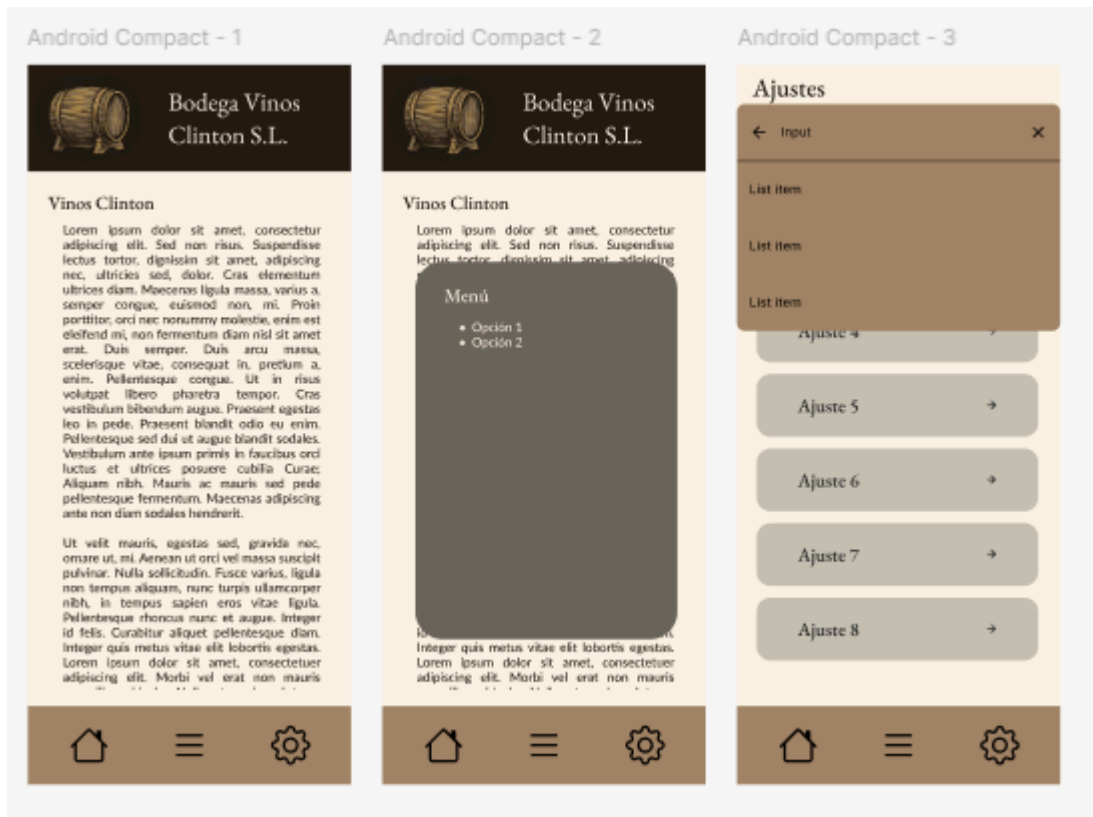 Android Compact - 1
Bodega Vinos
Clinton S.L.
Vinos Clinton
Lorem ipsum dolor sit amet, consectetur
adipiscing elit. Sed non risus. Suspendisse
lectus tortor, dignissim sit amet, adipiscing
nec, ultricies sed, dolor. Cras elementum
ultrices diam. Maecenas ligula massa, varius a,
semper congue, euismod non, mi. Proin
porttitor, orci nec nonummy molestie, enim est
eleifend mi, non fermentum diam nisl sit amet
erat. Duis semper. Duis arcu massa,
scelerisque vitae, consequat in, pretium a,
enim. Pellentesque congue. Ut in risus
volutpat libero pharetra tempor. Cras
vestibulum bibendum augue. Praesent egestas
leo in pede. Praesent blandit odio eu enim.
Pellentesque sed dui ut augue blandit sodales.
Vestibulum ante ipsum primis in faucibus orci
luctus et ultrices posuere cubilia Curae;
Aliquam nibh. Mauris ac mauris sed pede
pellentesque fermentum. Maecenas adipiscing
ante non diam sodales hendrerit.
Ut velit mauris, egestas sed, gravida nec,
ornare ut, mi. Aenean ut orci vel massa suscipit
pulvinar. Nulla sollicitudin. Fusce varius, ligula
non tempus aliquam, nunc turpis ullamcorper
nibh, in tempus sapien eros vitae ligula.
Pellentesque rhoncus nunc et augue. Integer
id felis. Curabitur aliquet pellentesque diam.
Integer quis metus vitae elit lobortis egestas.
Lorem ipsum dolor sit amet, consectetuer
adipiscing elit. Morbi vel erat non mauris
Android Compact - 2
Bodega Vinos
Clinton S.L.
Vinos Clinton
Lorem ipsum dolor sit amet, consectetur
adipiscing elit. Sed non risus. Suspendisse
lectus tortor, dignissim sit amet, adipiscing
Menú
• Opción 1
• Opción 2
Integer quis metus vitae elit lobortis egestas.
Lorem ipsum dolor sit amet, consectetuer
adipiscing elit. Morbi vel erat non mauris
Android Compact - 3
Ajustes
Input
List item
List item
List item
Ajuste 4
Ajuste 5
Ajuste 6
Ajuste 7
Ajuste 8